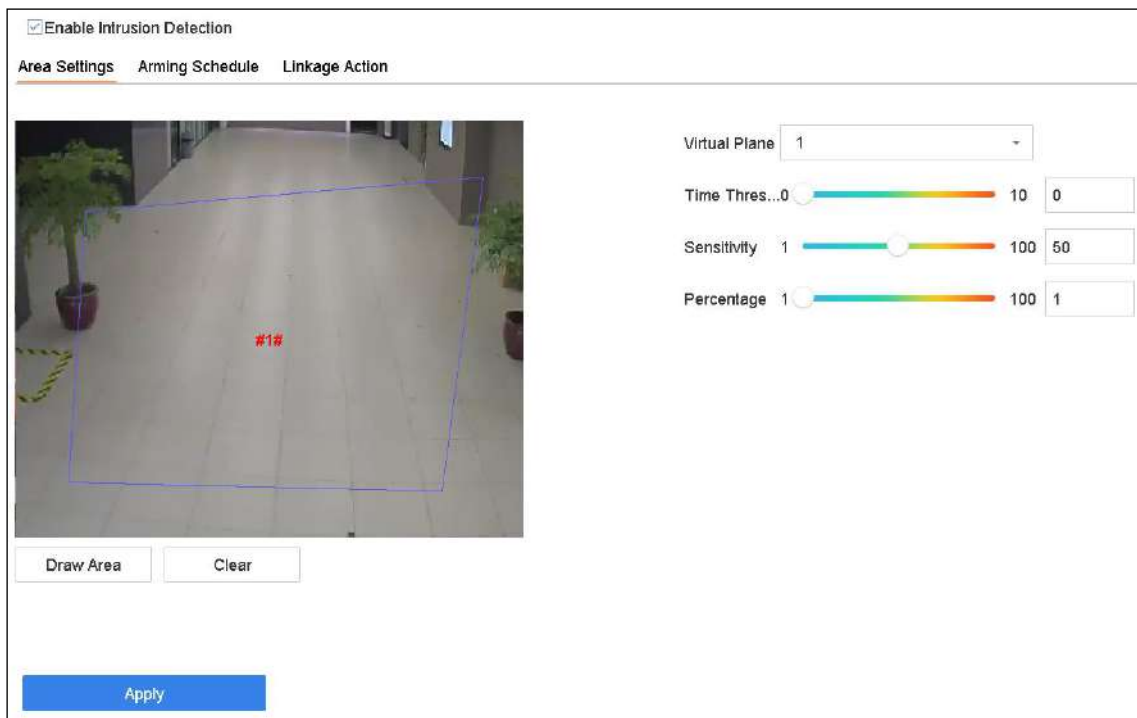 Enable Intrusion Detection
Area Settings Arming Schedule Linkage Action
Virtual Plane 1
Time Thres...0 10 0
Sensitivity 1 100 50
Percentage 1 100 1
#1#
Draw Area Clear
Apply